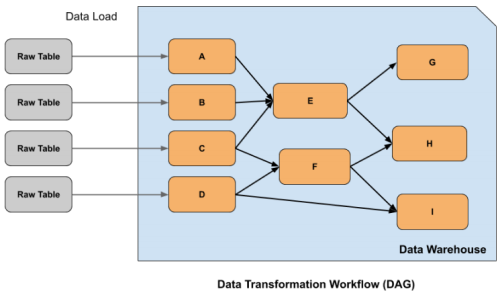 Data Load
Raw Table
A
G
Raw Table
B
E
Raw Table
C
H
F
Raw Table
D
I
Data Warehouse
Data Transformation Workflow (DAG)